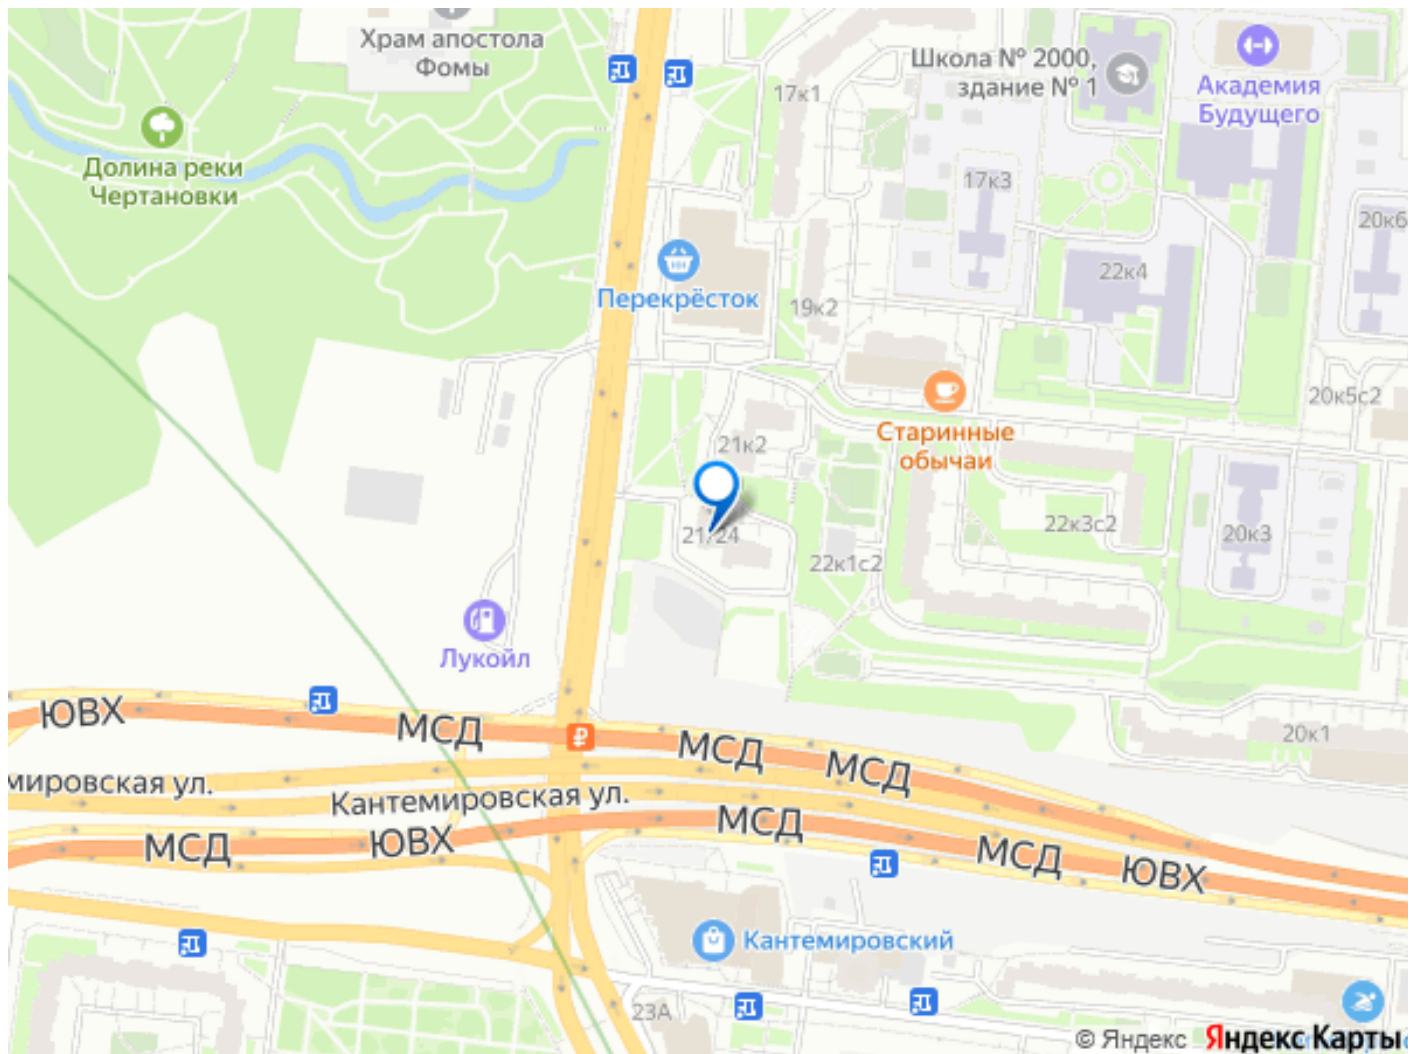 Храм апостола
Фомы
Школа № 2000,
здание № 1
Академия
Будущего
17к1
Долина реки
Чертановки
17к3
20к6
22к4
Перекрёсток
19к2
20к5с2
Старинные
обычаи
21к2
21/24
22к3с2
20к3
22к1с2
Лукойл
ЮВХ
МСД
МСД
МСД
20к1
мировская ул.
Кантемировская ул.
МСД
МСД
ЮВХ
МСД
ЮВХ
Кантемировский
23А
© Яндекс Яндекс Карты